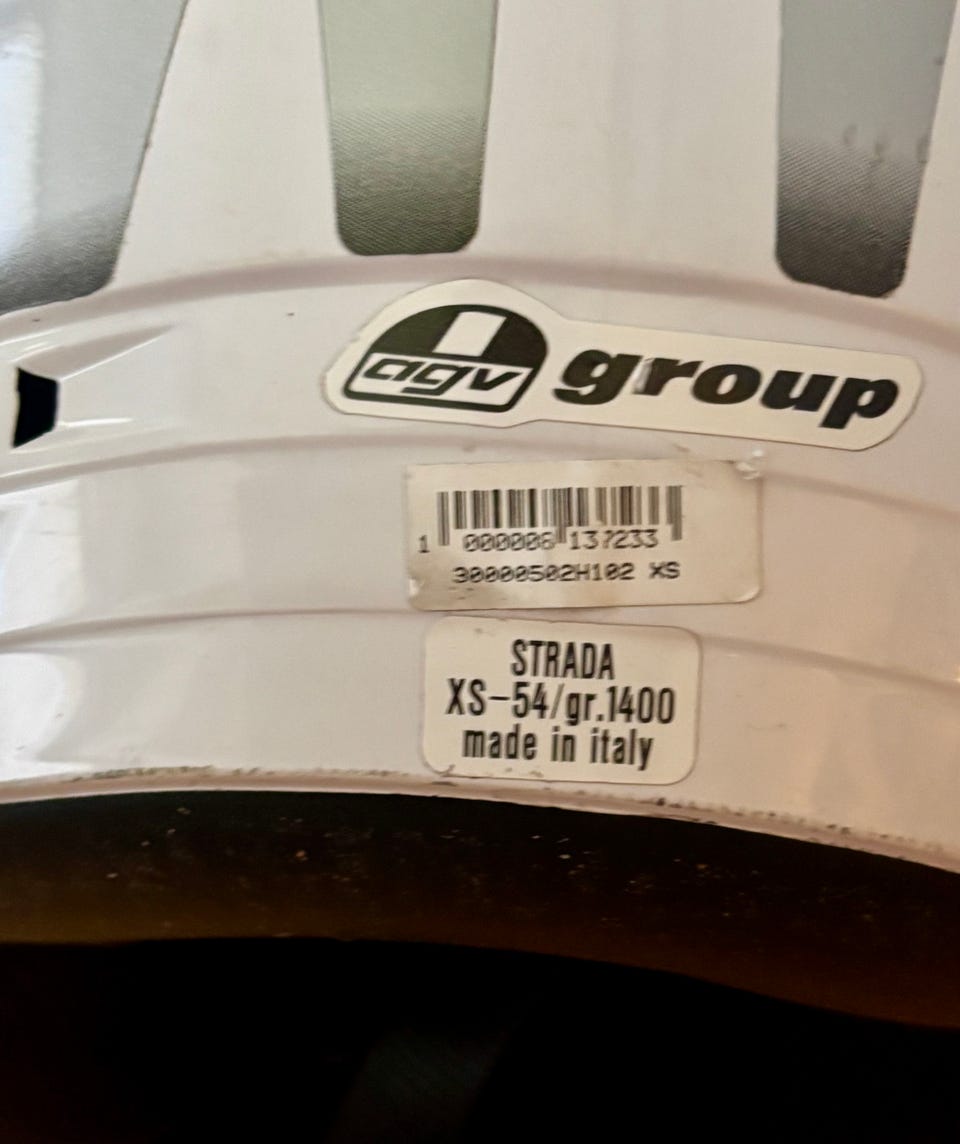 agv group
1 000006 137233
30000502H102 XS
STRADA
XS-54/gr.1400
made in italy